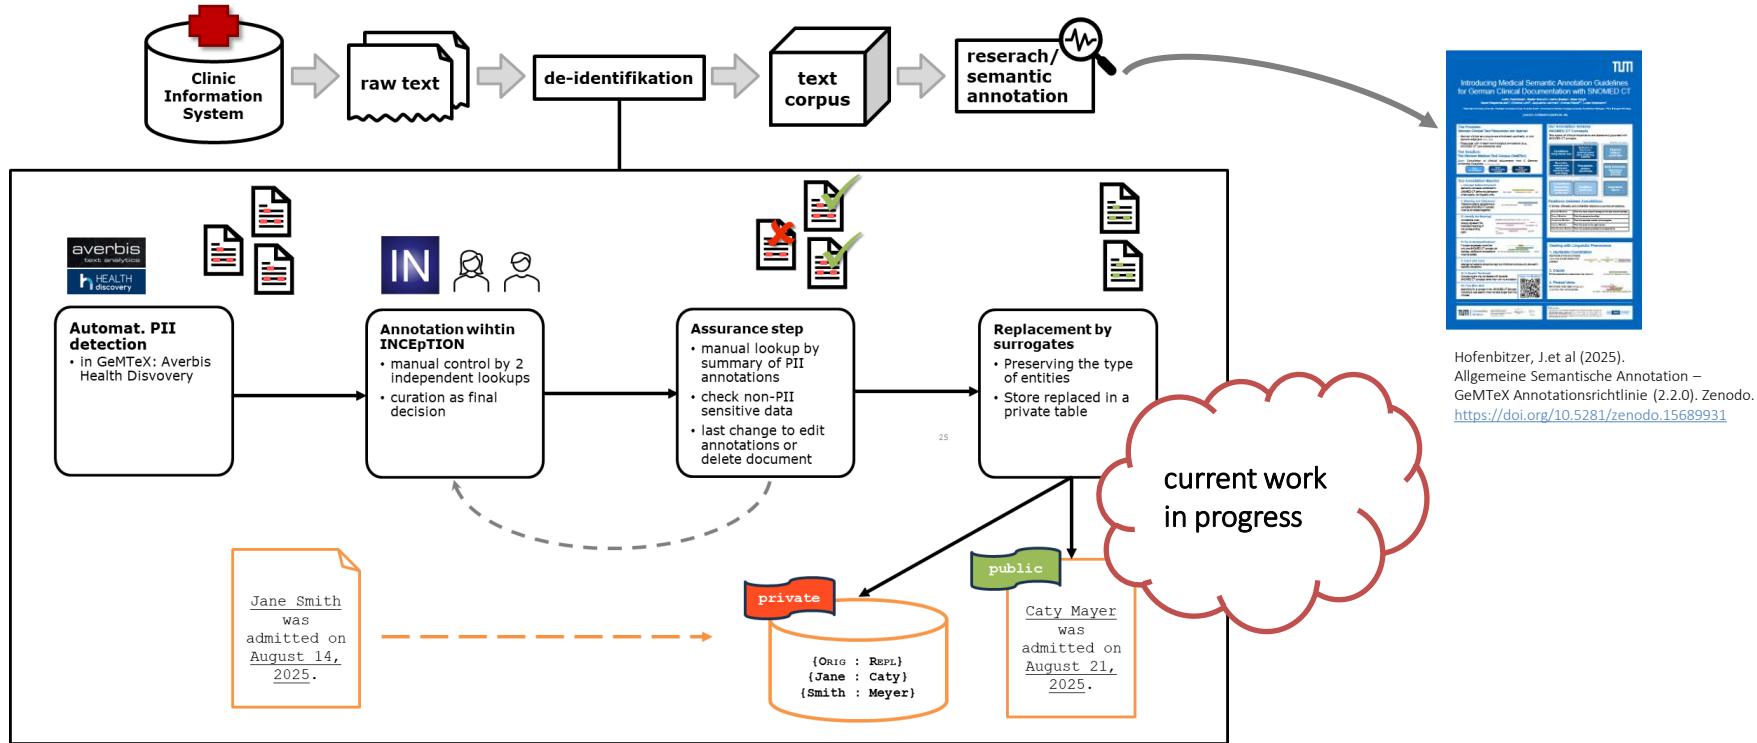 Clinic
Information
System
raw text
de-identifikation
text
corpus
reserach/
semantic
annotation
averbis
text analytics
HEALTH
discovery
IN
Automat. PII
detection
• in GeMTeX: Averbis
Health Disvovery
Annotation wihtin
INCEpTION
• manual control by 2
independent lookups
• curation as final
decision
Assurance step
• manual lookup by
summary of PII
annotations
• check non-PII
sensitive data
• last change to edit
annotations or
delete document
25
Replacement by
surrogates
• Preserving the type
of entities
• Store replaced in a
private table
current work
in progress
Jane Smith
was
admitted on
August 14,
2025.
private
{ORIG : REPL}
{Jane : Caty}
{Smith : Meyer}
public
Caty Mayer
was
admitted on
August 21,
2025.
TUM
Introducing Medical Semantic Annotation Guidelines
for German Clinical Documentation with SNOMED CT
Hofenbitzer, J.et al (2025).
Allgemeine Semantische Annotation –
GeMTeX Annotationsrichtlinie (2.2.0). Zenodo.
https://doi.org/10.5281/zenodo.15689931